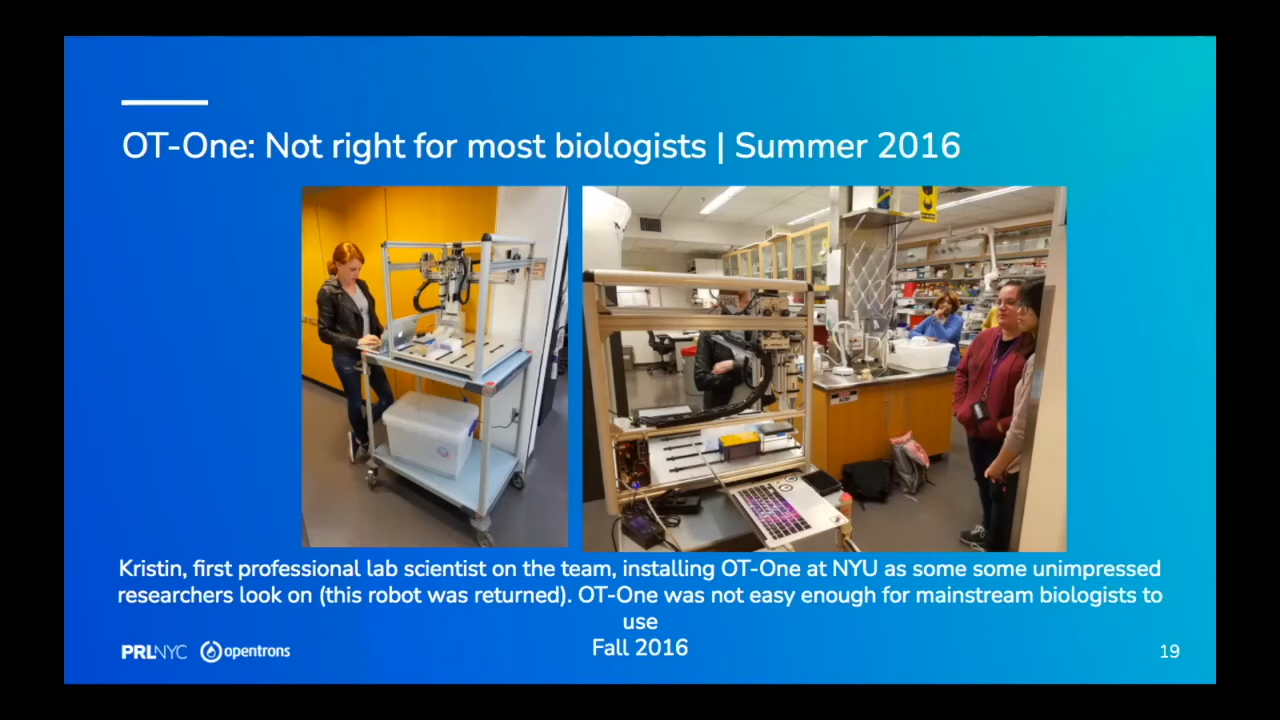 OT-One: Not right for most biologists | Summer 2016
Kristin, first professional lab scientist on the team, installing OT-One at NYU as some some unimpressed
researchers look on (this robot was returned). OT-One was not easy enough for mainstream biologists to
use
Fall 2016
PRLNYC opentrons
19